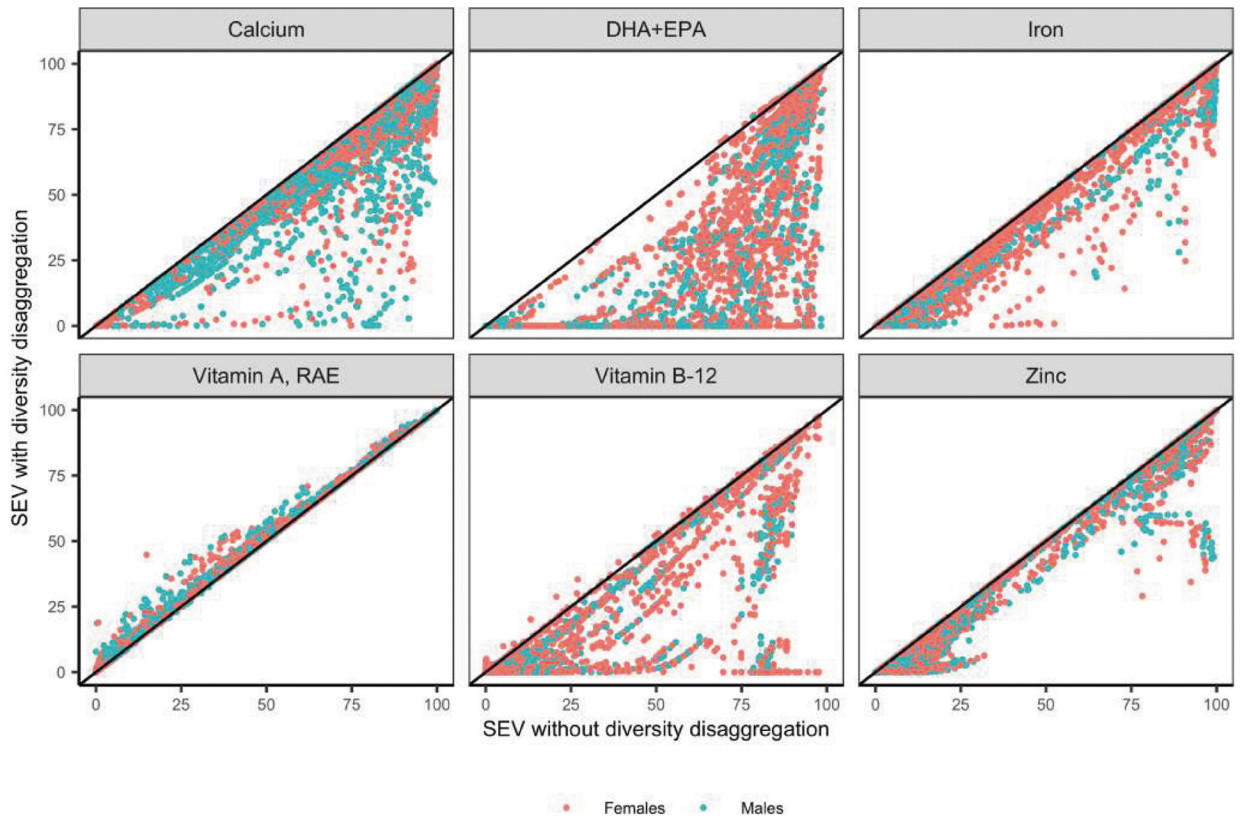 Calcium
DHA+EPA
Iron
100
75
50
25
0
Vitamin A, RAE
Vitamin B-12
Zinc
100
75
50
25
0
0 25 50 75 100
0 25 50 75 100
0 25 50 75 100
SEV with diversity disaggregation
SEV without diversity disaggregation
Females Males